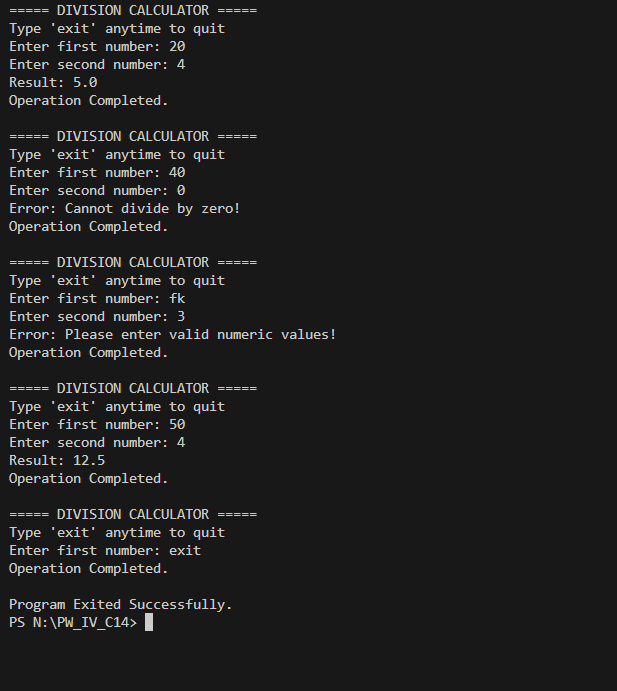 ===== DIVISION CALCULATOR =====
Type 'exit' anytime to quit
Enter first number: 20
Enter second number: 4
Result: 5.0
Operation Completed.

===== DIVISION CALCULATOR =====
Type 'exit' anytime to quit
Enter first number: 40
Enter second number: 0
Error: Cannot divide by zero!
Operation Completed.

===== DIVISION CALCULATOR =====
Type 'exit' anytime to quit
Enter first number: fk
Enter second number: 3
Error: Please enter valid numeric values!
Operation Completed.

===== DIVISION CALCULATOR =====
Type 'exit' anytime to quit
Enter first number: 50
Enter second number: 4
Result: 12.5
Operation Completed.

===== DIVISION CALCULATOR =====
Type 'exit' anytime to quit
Enter first number: exit
Operation Completed.

Program Exited Successfully.
PS N:\PW_IV_C14>